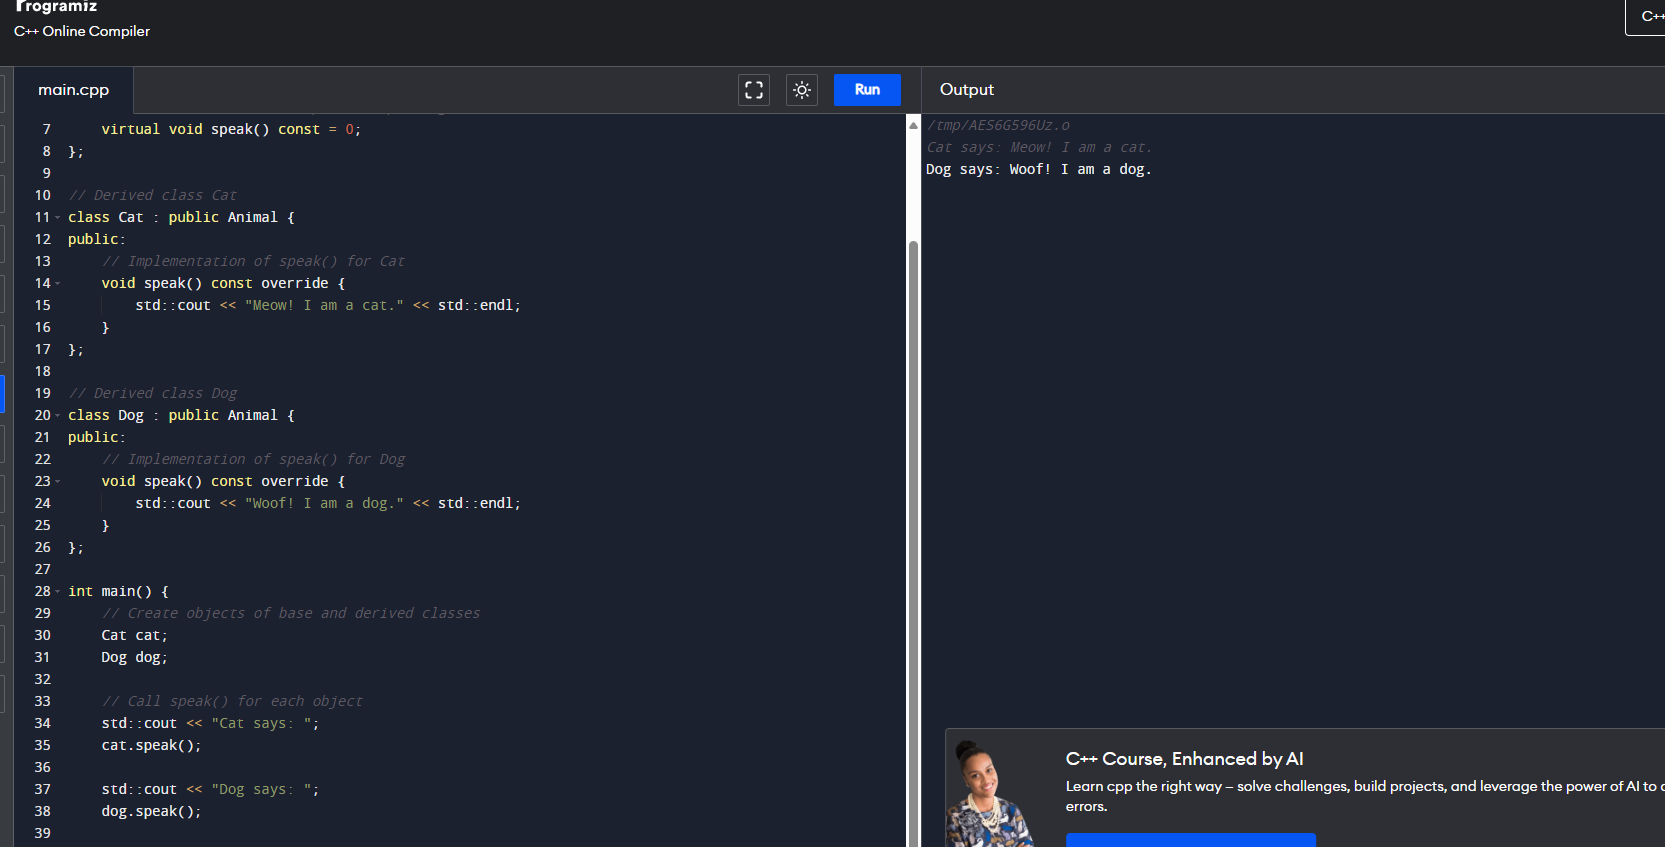 Programiz
C++ Online Compiler
C++
main.cpp
Run
Output
7 virtual void speak() const = 0;
8 };
9
10 // Derived class Cat
11 class Cat : public Animal {
12 public:
13 // Implementation of speak() for Cat
14 void speak() const override {
15 std::cout << "Meow! I am a cat." << std::endl;
16 }
17 };
18
19 // Derived class Dog
20 class Dog : public Animal {
21 public:
22 // Implementation of speak() for Dog
23 void speak() const override {
24 std::cout << "Woof! I am a dog." << std::endl;
25 }
26 };
27
28 int main() {
29 // Create objects of base and derived classes
30 Cat cat;
31 Dog dog;
32
33 // Call speak() for each object
34 std::cout << "Cat says: ";
35 cat.speak();
36
37 std::cout << "Dog says: ";
38 dog.speak();
39
/tmp/AES6G596Uz.o
Cat says: Meow! I am a cat.
Dog says: Woof! I am a dog.
C++ Course, Enhanced by AI
Learn cpp the right way – solve challenges, build projects, and leverage the power of AI to
errors.